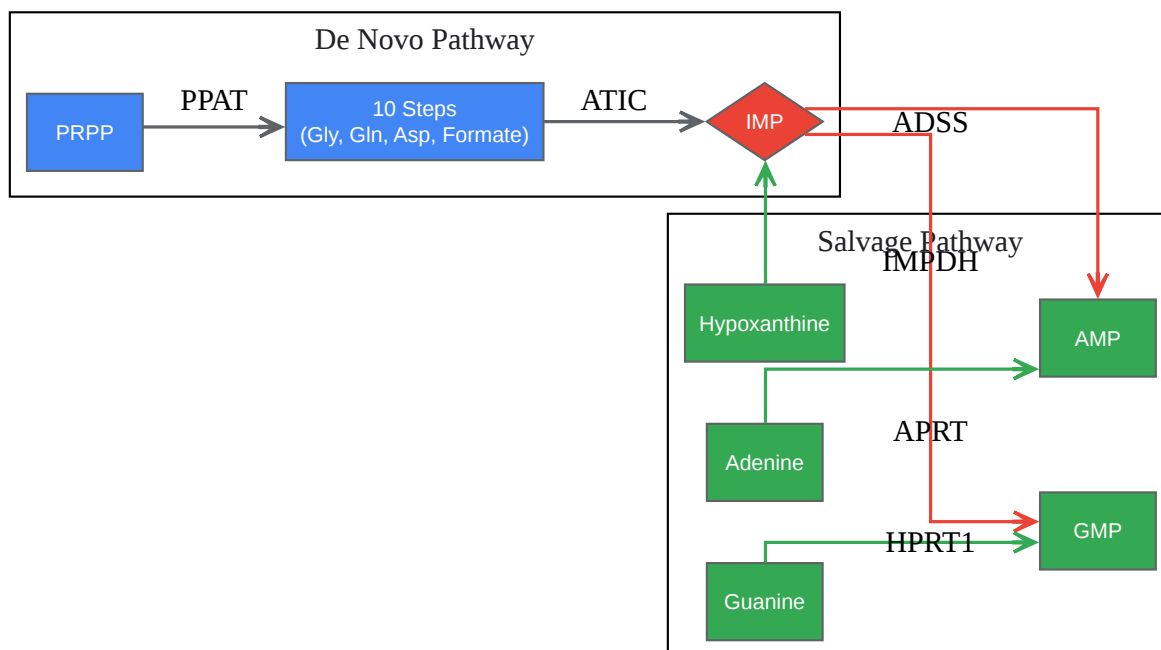 De Novo Pathway
PRPP
PPAT
10 Steps
(Gly, Gln, Asp, Formate)
ATIC
IMP
ADSS
Salvage Pathway
IMPDH
Hypoxanthine
AMP
APRT
Adenine
GMP
HPRT1
Guanine